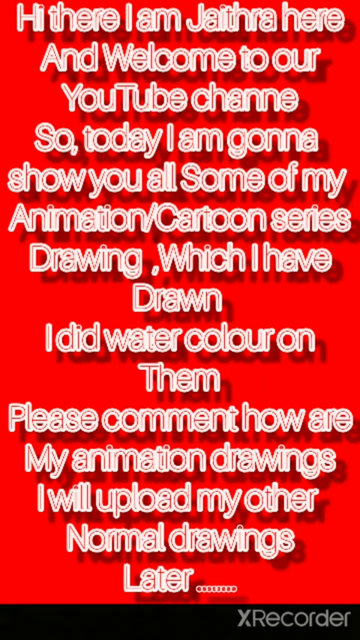 Hi there I am Jaithra here
And Welcome to our
YouTube channe
So, today I am gonna
show you all Some of my
Animation/Cartoon series
Drawing ,Which I have
Drawn
I did water colour on
Them
Please comment how are
My animation drawings
I will upload my other
Normal drawings
Later ........
XRecorder